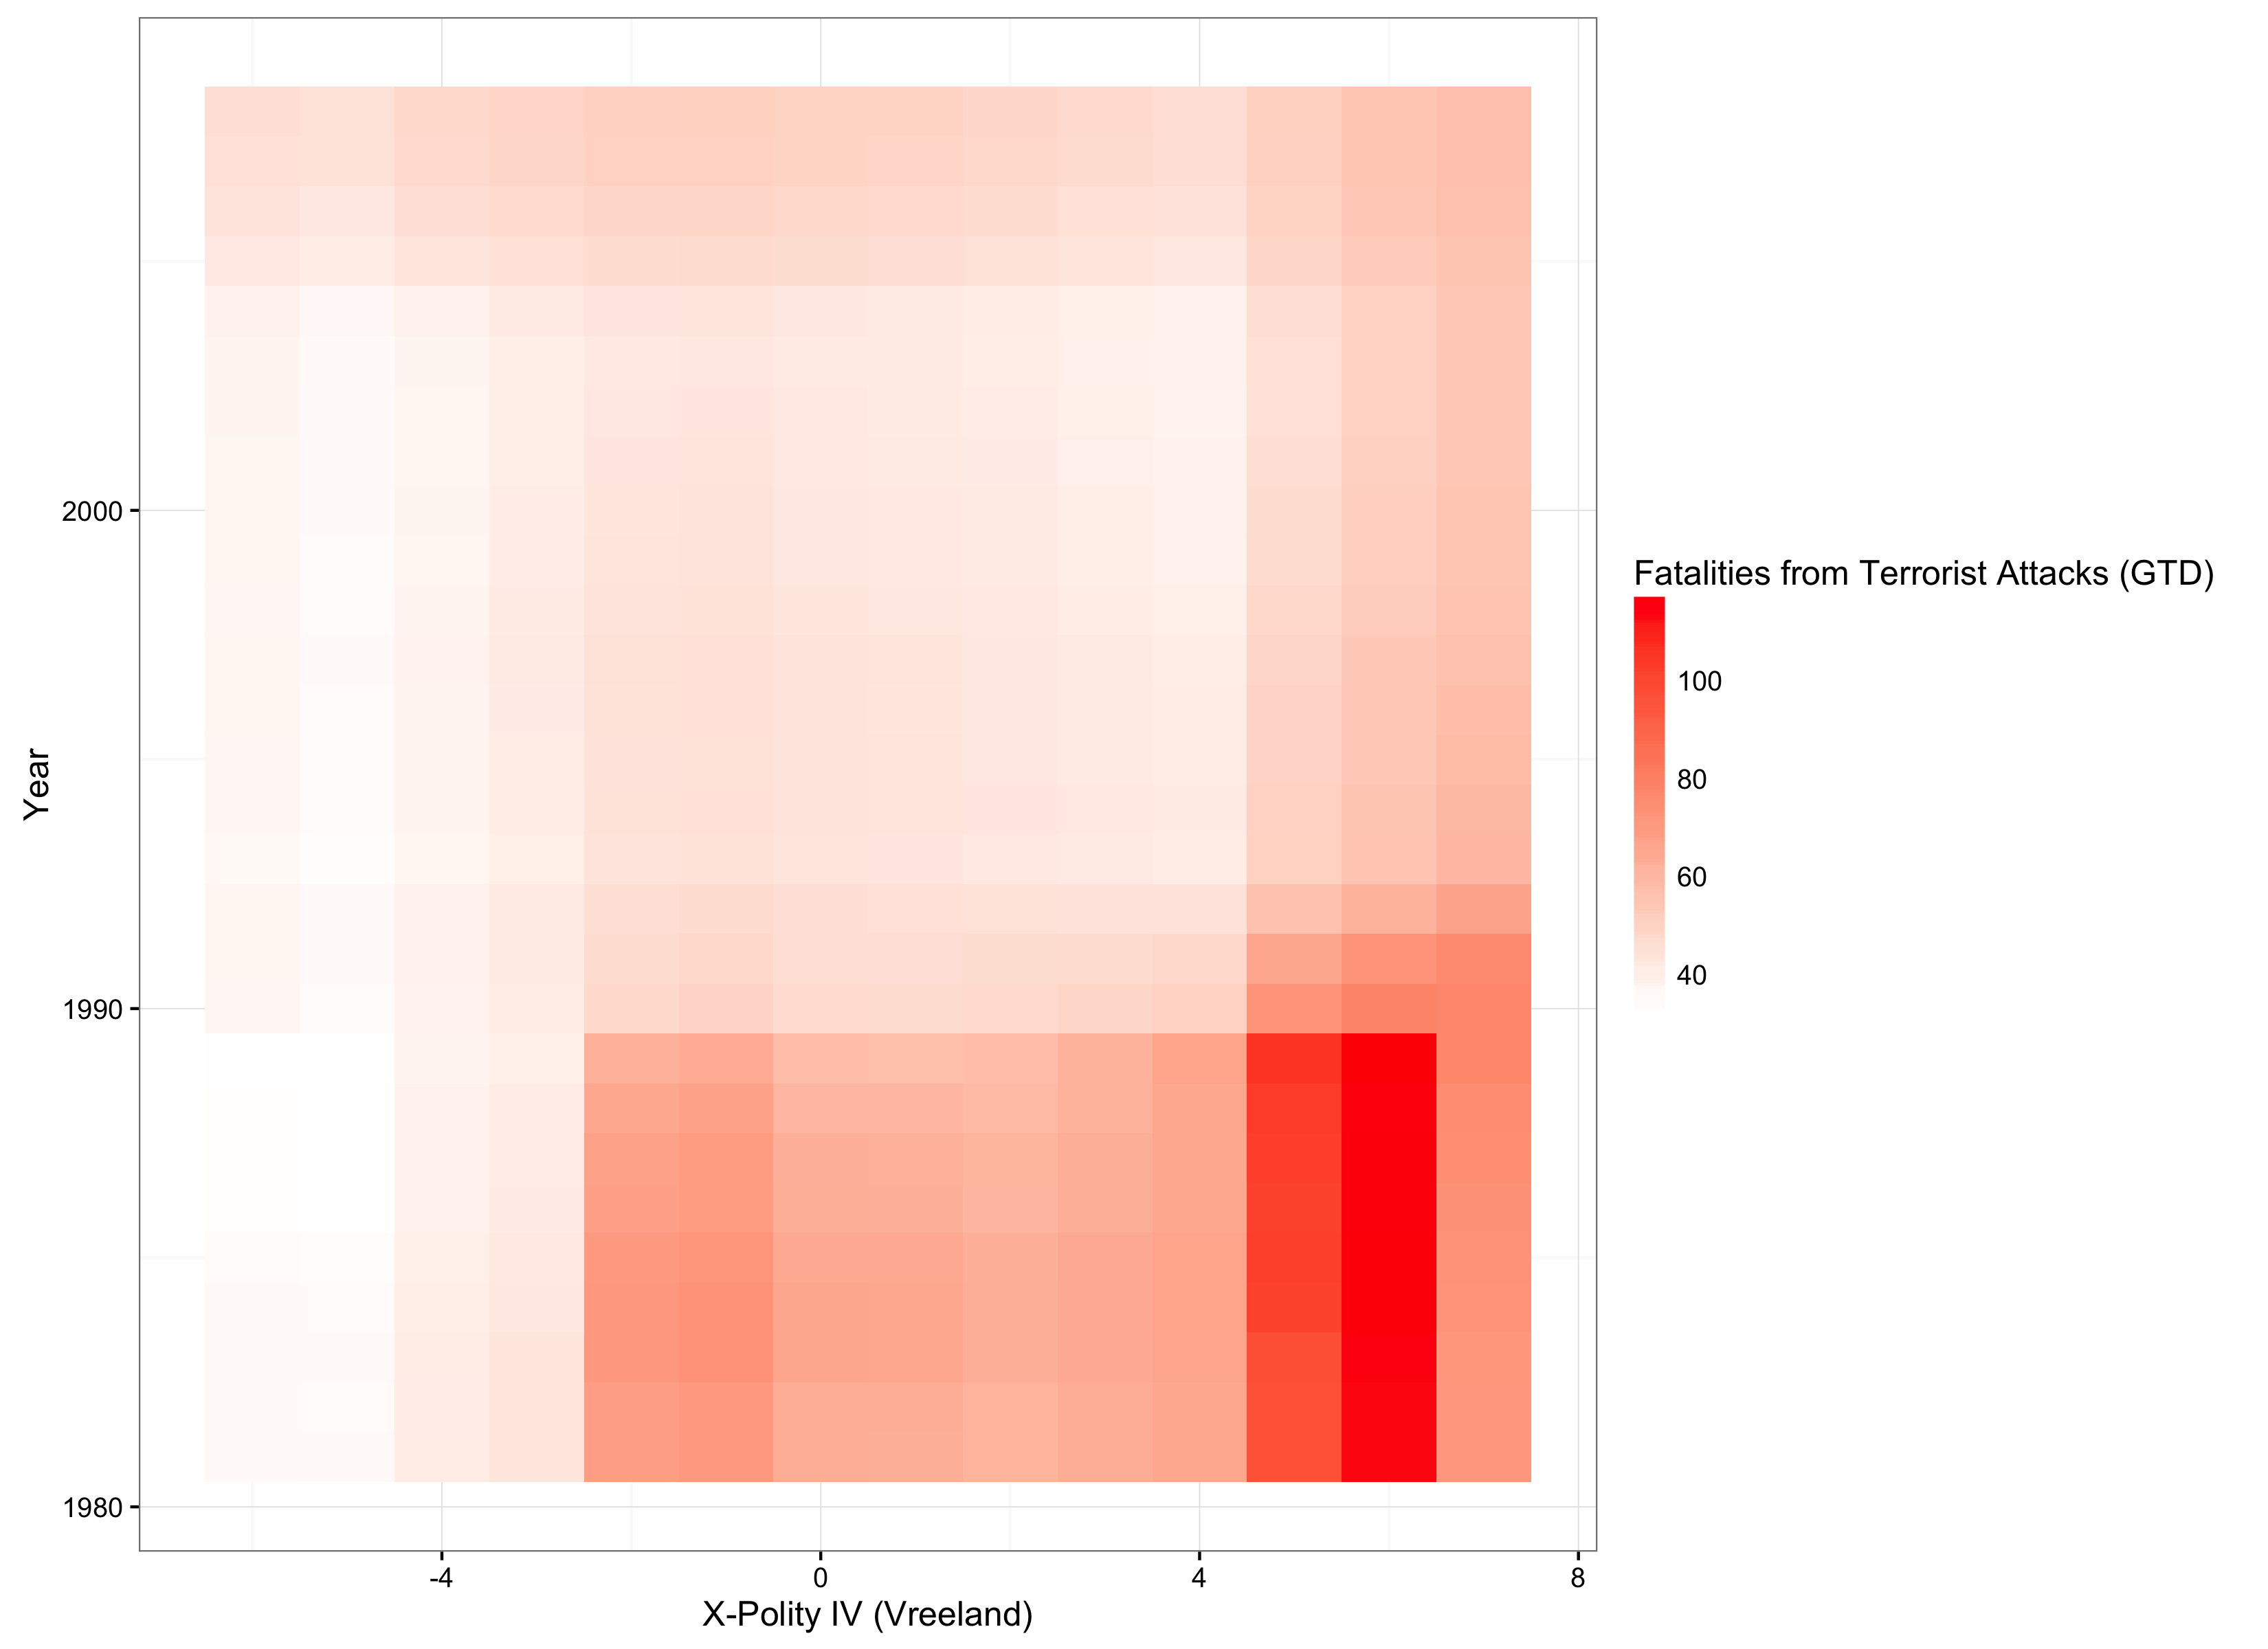 Year
2000
1990
1980
-4 0 4 8
X-Polity IV (Vreeland)
Fatalities from Terrorist Attacks (GTD)
100
80
60
40